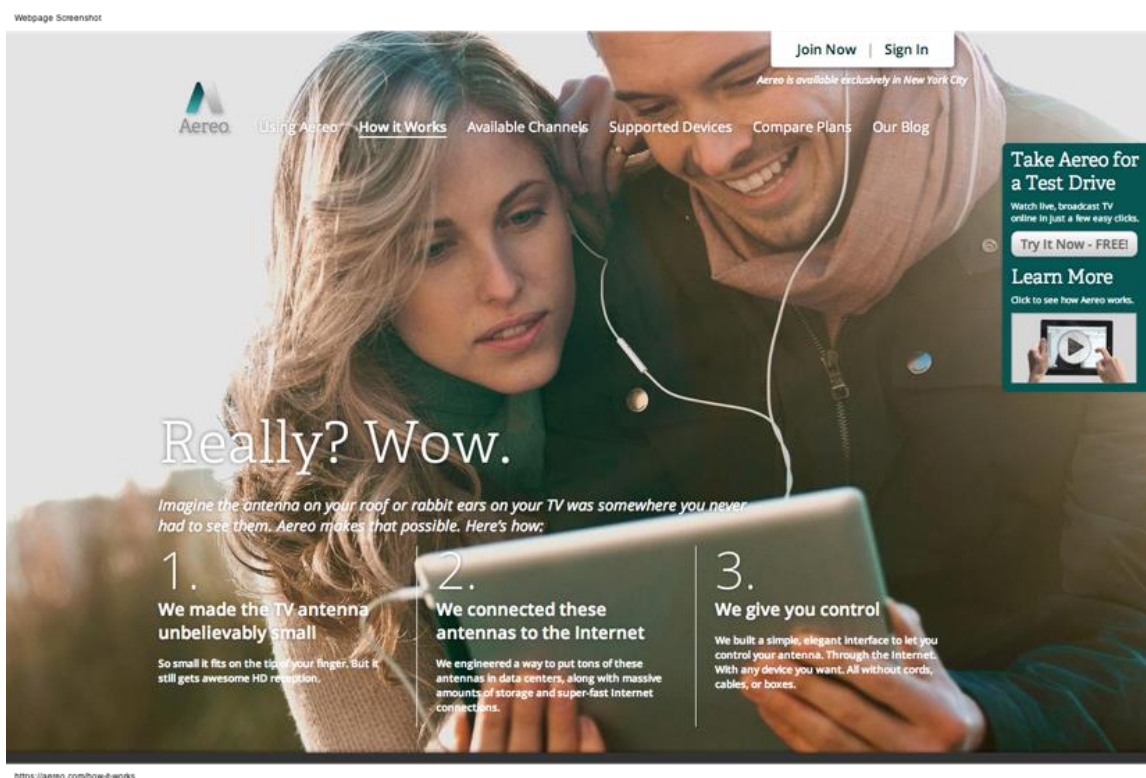 Webpage Screenshot
Join Now | Sign In
Aereo is available exclusively in New York City
Aereo.
Using Aereo How it Works Available Channels Supported Devices Compare Plans Our Blog
Take Aereo for
a Test Drive
Watch live, broadcast TV
online in just a few easy clicks.
Try It Now - FREE!
Learn More
Click to see how Aereo works.
Really? Wow.
Imagine the antenna on your roof or rabbit ears on your TV was somewhere you never
had to see them. Aereo makes that possible. Here's how:
1.
We made the TV antenna
unbelievably small
So small it fits on the tip of your finger. But it
still gets awesome HD reception.
2.
We connected these
antennas to the Internet
We engineered a way to put tons of these
antennas in data centers, along with massive
amounts of storage and super-fast Internet
connections.
3.
We give you control
We built a simple, elegant interface to let you
control your antenna. Through the Internet.
With any device you want. All without cords,
cables, or boxes.
https://aereo.com/how-it-works